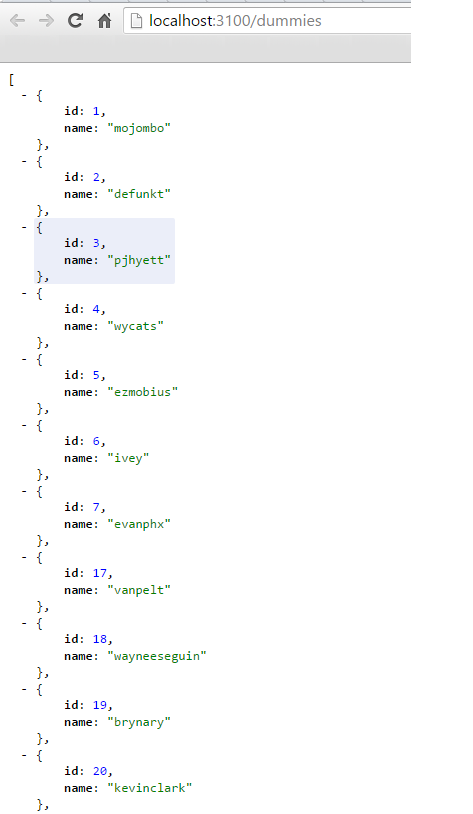 localhost:3100/dummies
[
- {
id: 1,
name: "mojombo"
},
- {
id: 2,
name: "defunkt"
},
- {
id: 3,
name: "pjhyett"
},
- {
id: 4,
name: "wycats"
},
- {
id: 5,
name: "ezmobius"
},
- {
id: 6,
name: "ivey"
},
- {
id: 7,
name: "evanphx"
},
- {
id: 17,
name: "vanpelt"
},
- {
id: 18,
name: "wayneeseguin"
},
- {
id: 19,
name: "brynary"
},
- {
id: 20,
name: "kevinclark"
},